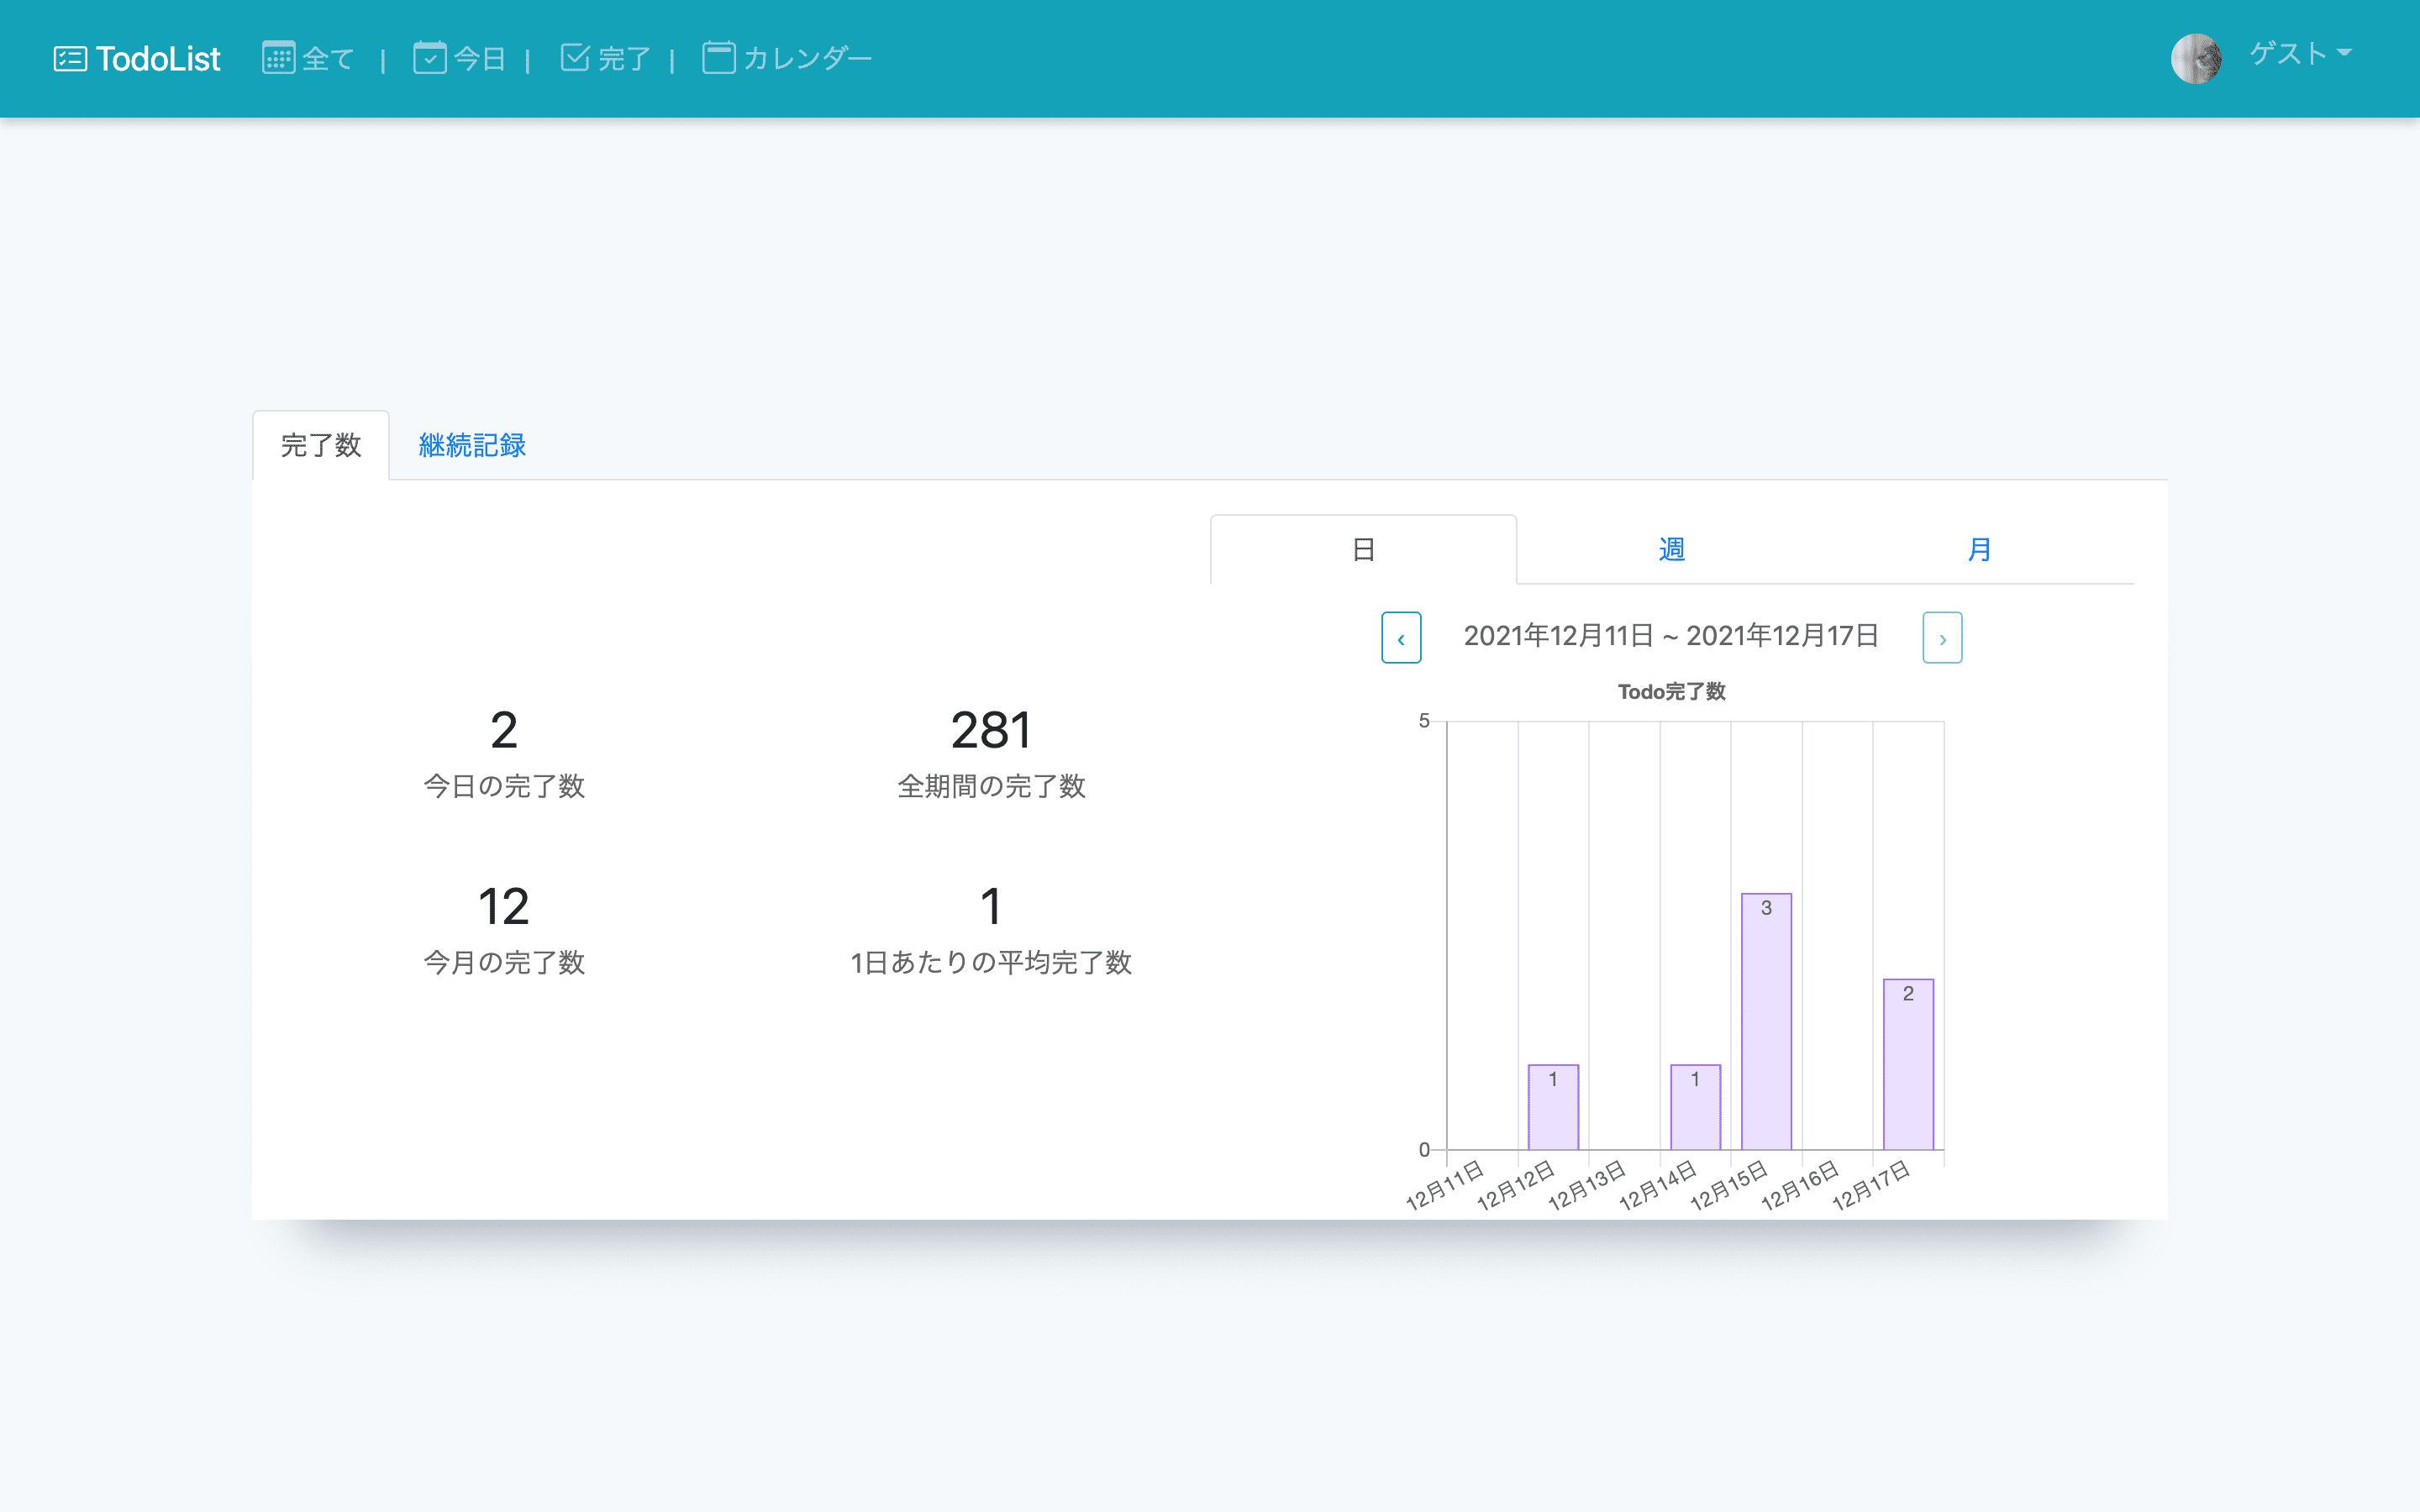 TodoList 全て | 今日 | 完了 | カレンダー ゲスト
完了数 継続記録
日 週 月
‹ 2021年12月11日 ~ 2021年12月17日 ›
2
今日の完了数
281
全期間の完了数
12
今月の完了数
1
1日あたりの平均完了数
Todo完了数
5
3
2
1
1
0
12月11日 12月12日 12月13日 12月14日 12月15日 12月16日 12月17日